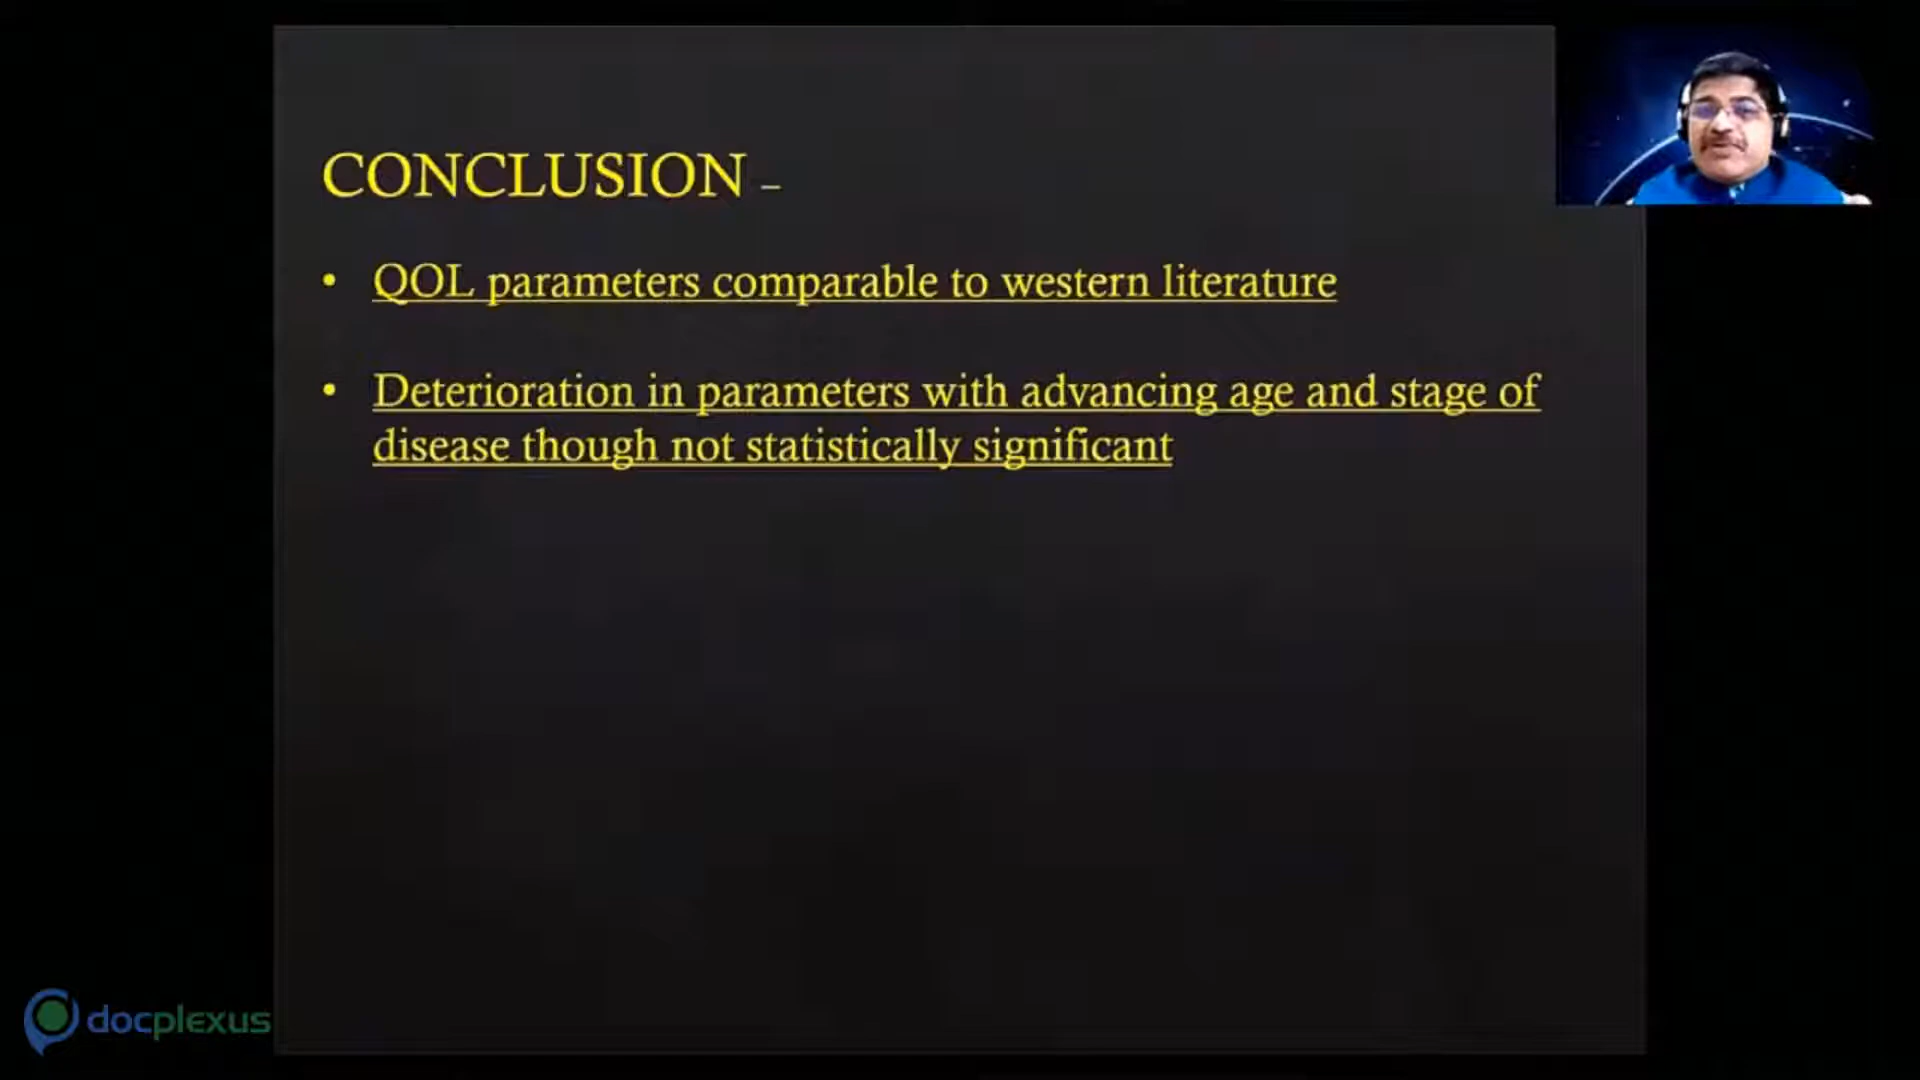 CONCLUSION –
• QOL parameters comparable to western literature
• Deterioration in parameters with advancing age and stage of
disease though not statistically significant
docplexus